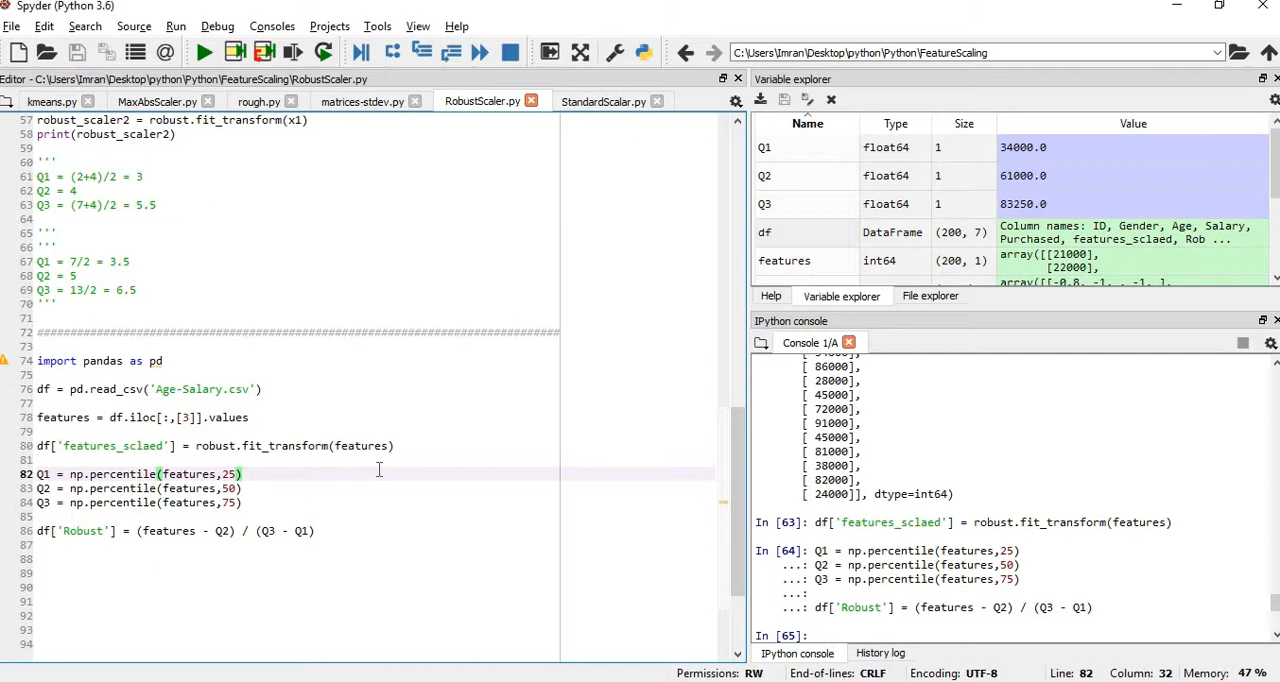 Spyder (Python 3.6)
File Edit Search Source Run Debug Consoles Projects Tools View Help
C:\Users\Imran\Desktop\python\Python\FeatureScaling
Editor - C:\Users\Imran\Desktop\python\Python\FeatureScaling\RobustScaler.py
kmeans.py MaxAbsScaler.py rough.py matrices-stdev.py RobustScaler.py StandardScalar.py
57 robust_scaler2 = robust.fit_transform(x1)
58 print(robust_scaler2)
59
60 '''
61 Q1 = (2+4)/2 = 3
62 Q2 = 4
63 Q3 = (7+4)/2 = 5.5
64
65 '''
66 '''
67 Q1 = 7/2 = 3.5
68 Q2 = 5
69 Q3 = 13/2 = 6.5
70 '''
71
72 ################################################################################
73
74 import pandas as pd
75
76 df = pd.read_csv('Age-Salary.csv')
77
78 features = df.iloc[:,[3]].values
79
80 df['features_sclaed'] = robust.fit_transform(features)
81
82 Q1 = np.percentile(features,25)
83 Q2 = np.percentile(features,50)
84 Q3 = np.percentile(features,75)
85
86 df['Robust'] = (features - Q2) / (Q3 - Q1)
87
88
89
90
91
92
93
94
Variable explorer
Name Type Size Value
Q1 float64 1 34000.0
Q2 float64 1 61000.0
Q3 float64 1 83250.0
df DataFrame (200, 7) Column names: ID, Gender, Age, Salary,
Purchased, features_sclaed, Rob ...
features int64 (200, 1) array([[21000],
[22000],
array([[-0.8, -1. , -1. ],
Help Variable explorer File explorer
IPython console
Console 1/A
[ 86000],
[ 28000],
[ 45000],
[ 72000],
[ 91000],
[ 45000],
[ 81000],
[ 38000],
[ 82000],
[ 24000]], dtype=int64)
In [63]: df['features_sclaed'] = robust.fit_transform(features)
In [64]: Q1 = np.percentile(features,25)
...: Q2 = np.percentile(features,50)
...: Q3 = np.percentile(features,75)
...:
...: df['Robust'] = (features - Q2) / (Q3 - Q1)
In [65]:
IPython console History log
Permissions: RW End-of-lines: CRLF Encoding: UTF-8 Line: 82 Column: 32 Memory: 47 %